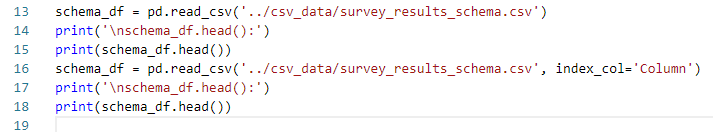 13 schema_df = pd.read_csv('../csv_data/survey_results_schema.csv')
14 print('\nschema_df.head():')
15 print(schema_df.head())
16 schema_df = pd.read_csv('../csv_data/survey_results_schema.csv', index_col='Column')
17 print('\nschema_df.head():')
18 print(schema_df.head())
19